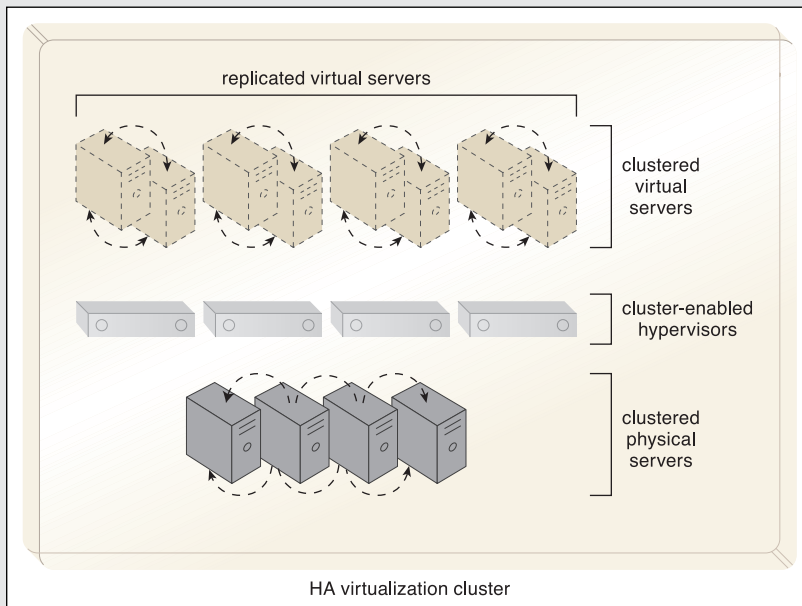 replicated virtual servers
clustered
virtual
servers
cluster-enabled
hypervisors
clustered
physical
servers
HA virtualization cluster